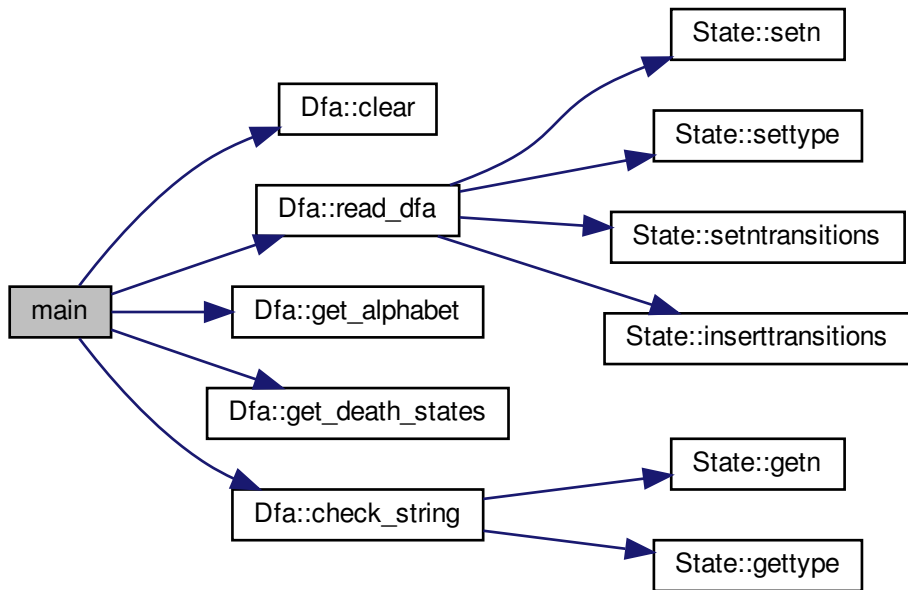 main
Dfa::clear
Dfa::read_dfa
Dfa::get_alphabet
Dfa::get_death_states
Dfa::check_string
State::setn
State::settype
State::setntransitions
State::inserttransitions
State::getn
State::gettype